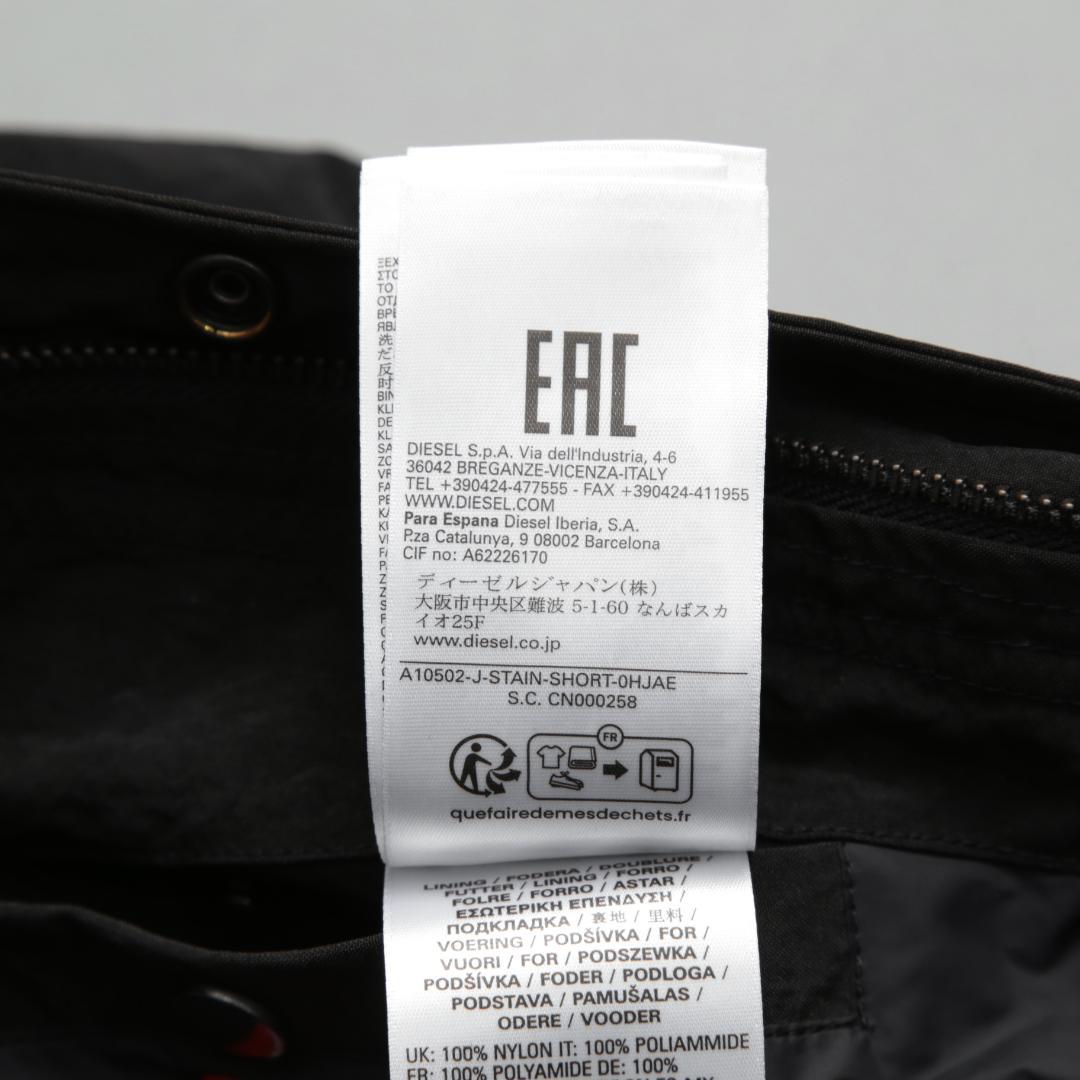 EAC
DIESEL S.p.A. Via dell'Industria, 4-6
36042 BREGANZE-VICENZA-ITALY
TEL +390424-477555 - FAX +390424-411955
WWW.DIESEL.COM
Para Espana Diesel Iberia, S.A.
P.za Catalunya, 9 08002 Barcelona
CIF no: A62226170
ディーゼルジャパン(株)
大阪市中央区難波 5-1-60 なんばスカ
イオ25F
www.diesel.co.jp
A10502-J-STAIN-SHORT-0HJAE
S.C. CN000258
FR
quefairedemesdechets.fr
LINING / FODERA / DOUBLURE /
FUTTER / LINING / FORRO /
FOLRE / FORRO / ASTAR /
ΕΣΩΤΕΡΙΚΗ ΕΠΕΝΔΥΣΗ /
ПОДКЛАДКА / 裏地 / 里料 /
VOERING / PODŠÍVKA / FOR /
VUORI / FOR / PODSZEWKA /
PODŠÍVKA / FODER / PODLOGA /
PODSTAVA / PAMUŠALAS /
ODERE / VOODER
UK: 100% NYLON IT: 100% POLIAMMIDE
FR: 100% POLYAMIDE DE: 100%